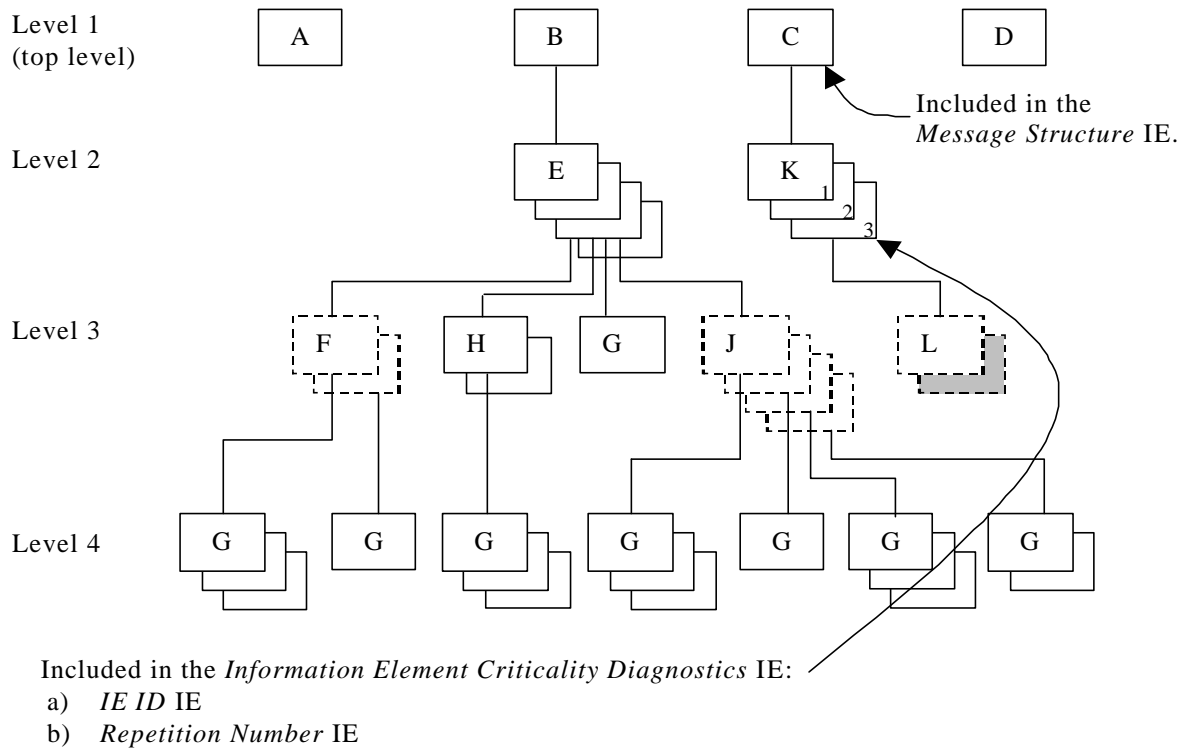 Level 1
(top level)
A
B
C
D
Included in the
Message Structure IE.
Level 2
E
K
1
2
3
Level 3
F
H
G
J
L
Level 4
G
G
G
G
G
G
G
Included in the Information Element Criticality Diagnostics IE:
a) IE ID IE
b) Repetition Number IE